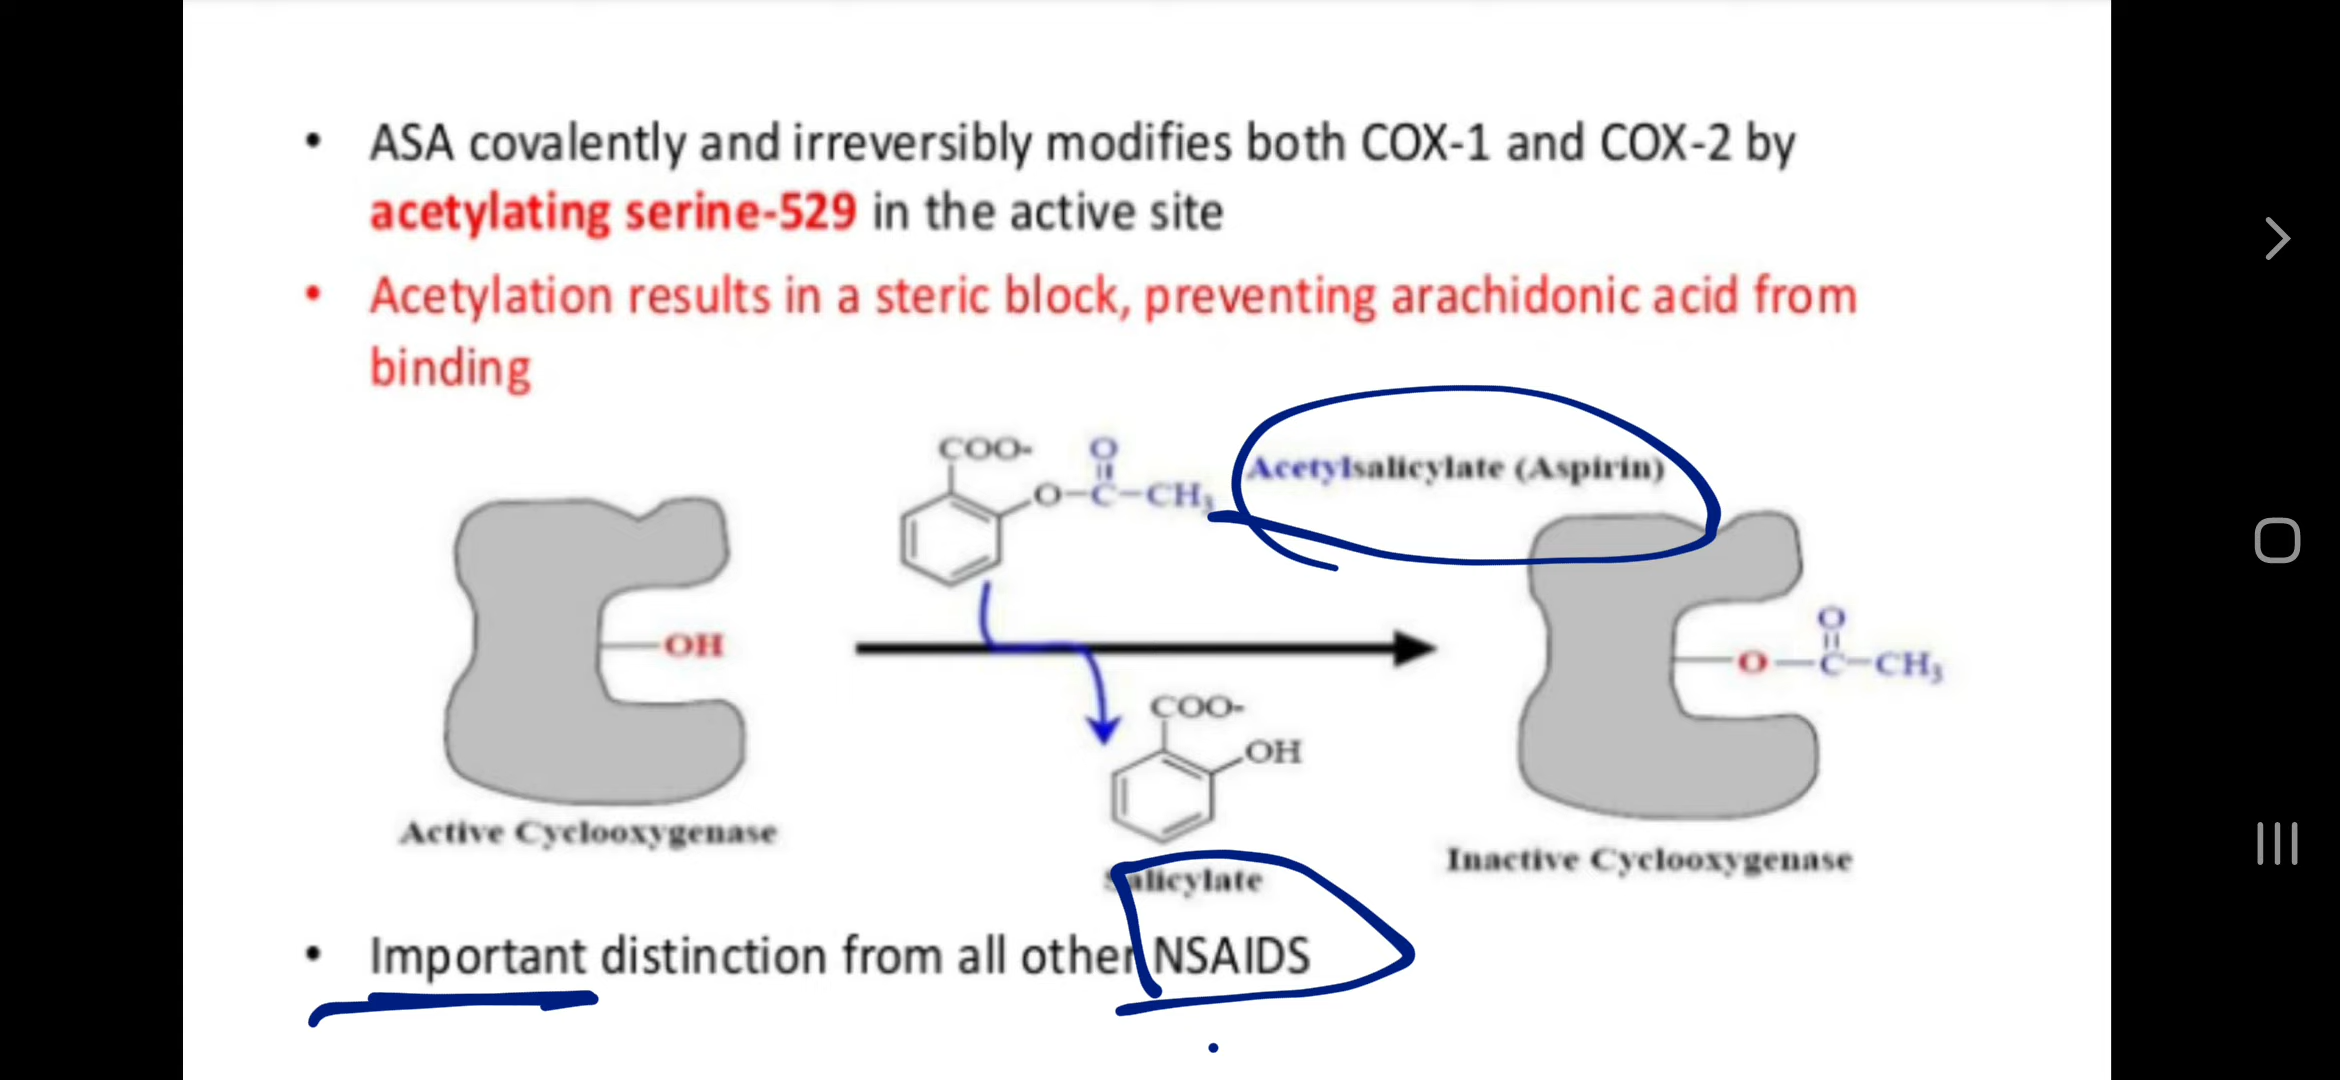 • ASA covalently and irreversibly modifies both COX-1 and COX-2 by
acetylating serine-529 in the active site
• Acetylation results in a steric block, preventing arachidonic acid from
binding
COO-
O
O-C-CH₃
Acetylsalicylate (Aspirin)
OH
O
O-C-CH₃
COO-
OH
Active Cyclooxygenase
Salicylate
Inactive Cyclooxygenase
• Important distinction from all other NSAIDS